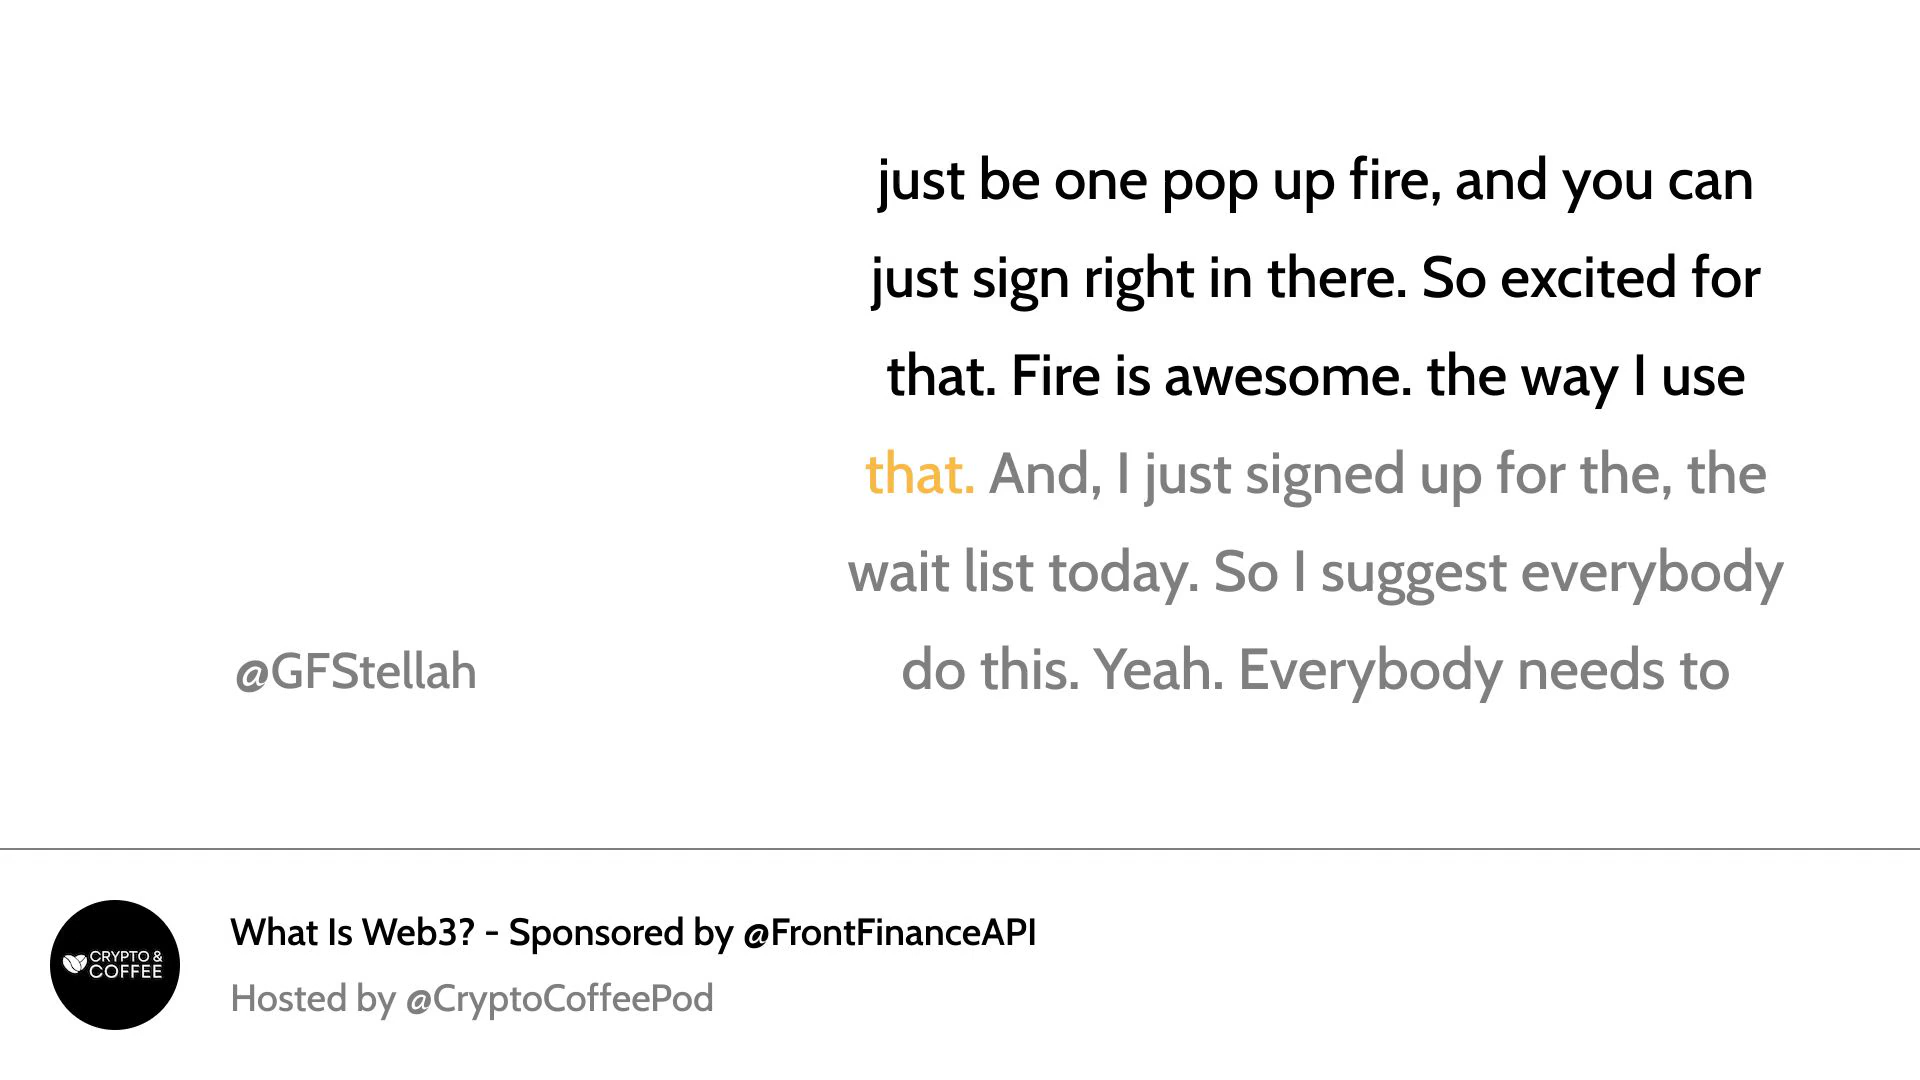 just be one pop up fire, and you can
just sign right in there. So excited for
that. Fire is awesome. the way I use
that. And, I just signed up for the, the
wait list today. So I suggest everybody
do this. Yeah. Everybody needs to
@GFStellah
CRYPTO &
COFFEE
What Is Web3? - Sponsored by @FrontFinanceAPI
Hosted by @CryptoCoffeePod